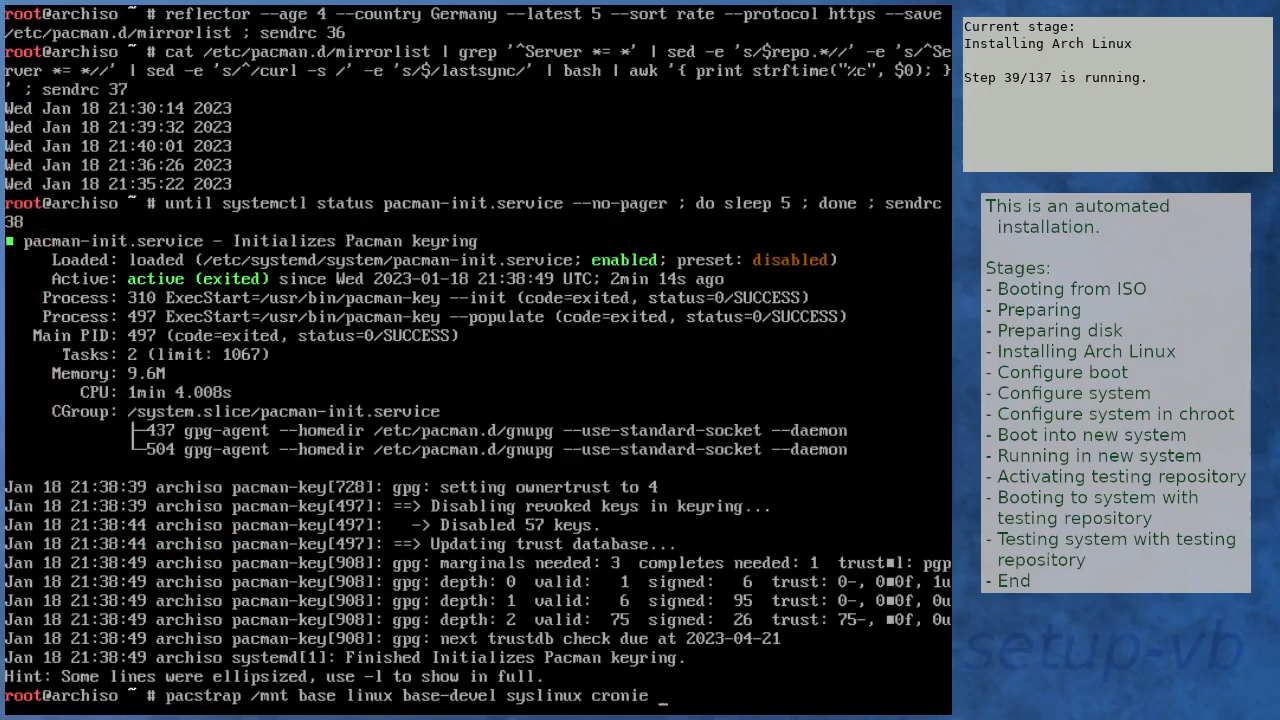 root@archiso ~ # reflector --age 4 --country Germany --latest 5 --sort rate --protocol https --save
/etc/pacman.d/mirrorlist ; sendrc 36
root@archiso ~ # cat /etc/pacman.d/mirrorlist | grep '^Server *= *' | sed -e 's/$repo.*//' -e 's/^Se
rver *= *//' | sed -e 's/^/curl -s /' -e 's/$/lastsync/' | bash | awk '{ print strftime("%c", $0); }
' ; sendrc 37
Wed Jan 18 21:30:14 2023
Wed Jan 18 21:39:32 2023
Wed Jan 18 21:40:01 2023
Wed Jan 18 21:36:26 2023
Wed Jan 18 21:35:22 2023
root@archiso ~ # until systemctl status pacman-init.service --no-pager ; do sleep 5 ; done ; sendrc
38
■ pacman-init.service - Initializes Pacman keyring
Loaded: loaded (/etc/systemd/system/pacman-init.service; enabled; preset: disabled)
Active: active (exited) since Wed 2023-01-18 21:38:49 UTC; 2min 14s ago
Process: 310 ExecStart=/usr/bin/pacman-key --init (code=exited, status=0/SUCCESS)
Process: 497 ExecStart=/usr/bin/pacman-key --populate (code=exited, status=0/SUCCESS)
Main PID: 497 (code=exited, status=0/SUCCESS)
Tasks: 2 (limit: 1067)
Memory: 9.6M
CPU: 1min 4.008s
CGroup: /system.slice/pacman-init.service
├─437 gpg-agent --homedir /etc/pacman.d/gnupg --use-standard-socket --daemon
└─504 gpg-agent --homedir /etc/pacman.d/gnupg --use-standard-socket --daemon
Jan 18 21:38:39 archiso pacman-key[728]: gpg: setting ownertrust to 4
Jan 18 21:38:39 archiso pacman-key[497]: ==> Disabling revoked keys in keyring...
Jan 18 21:38:44 archiso pacman-key[497]:   -> Disabled 57 keys.
Jan 18 21:38:44 archiso pacman-key[497]: ==> Updating trust database...
Jan 18 21:38:49 archiso pacman-key[908]: gpg: marginals needed: 3  completes needed: 1  trust■l: pgp
Jan 18 21:38:49 archiso pacman-key[908]: gpg: depth: 0  valid:   1  signed:   6  trust: 0-, 0■0f, 1u
Jan 18 21:38:49 archiso pacman-key[908]: gpg: depth: 1  valid:   6  signed:  95  trust: 0-, 0■0f, 0u
Jan 18 21:38:49 archiso pacman-key[908]: gpg: depth: 2  valid:  75  signed:  26  trust: 75-, ■0f, 0u
Jan 18 21:38:49 archiso pacman-key[908]: gpg: next trustdb check due at 2023-04-21
Jan 18 21:38:49 archiso systemd[1]: Finished Initializes Pacman keyring.
Hint: Some lines were ellipsized, use -l to show in full.
root@archiso ~ # pacstrap /mnt base linux base-devel syslinux cronie _
Current stage:
Installing Arch Linux
Step 39/137 is running.
This is an automated
installation.
Stages:
- Booting from ISO
- Preparing
- Preparing disk
- Installing Arch Linux
- Configure boot
- Configure system
- Configure system in chroot
- Boot into new system
- Running in new system
- Activating testing repository
- Booting to system with
testing repository
- Testing system with testing
repository
- End
setup-vb